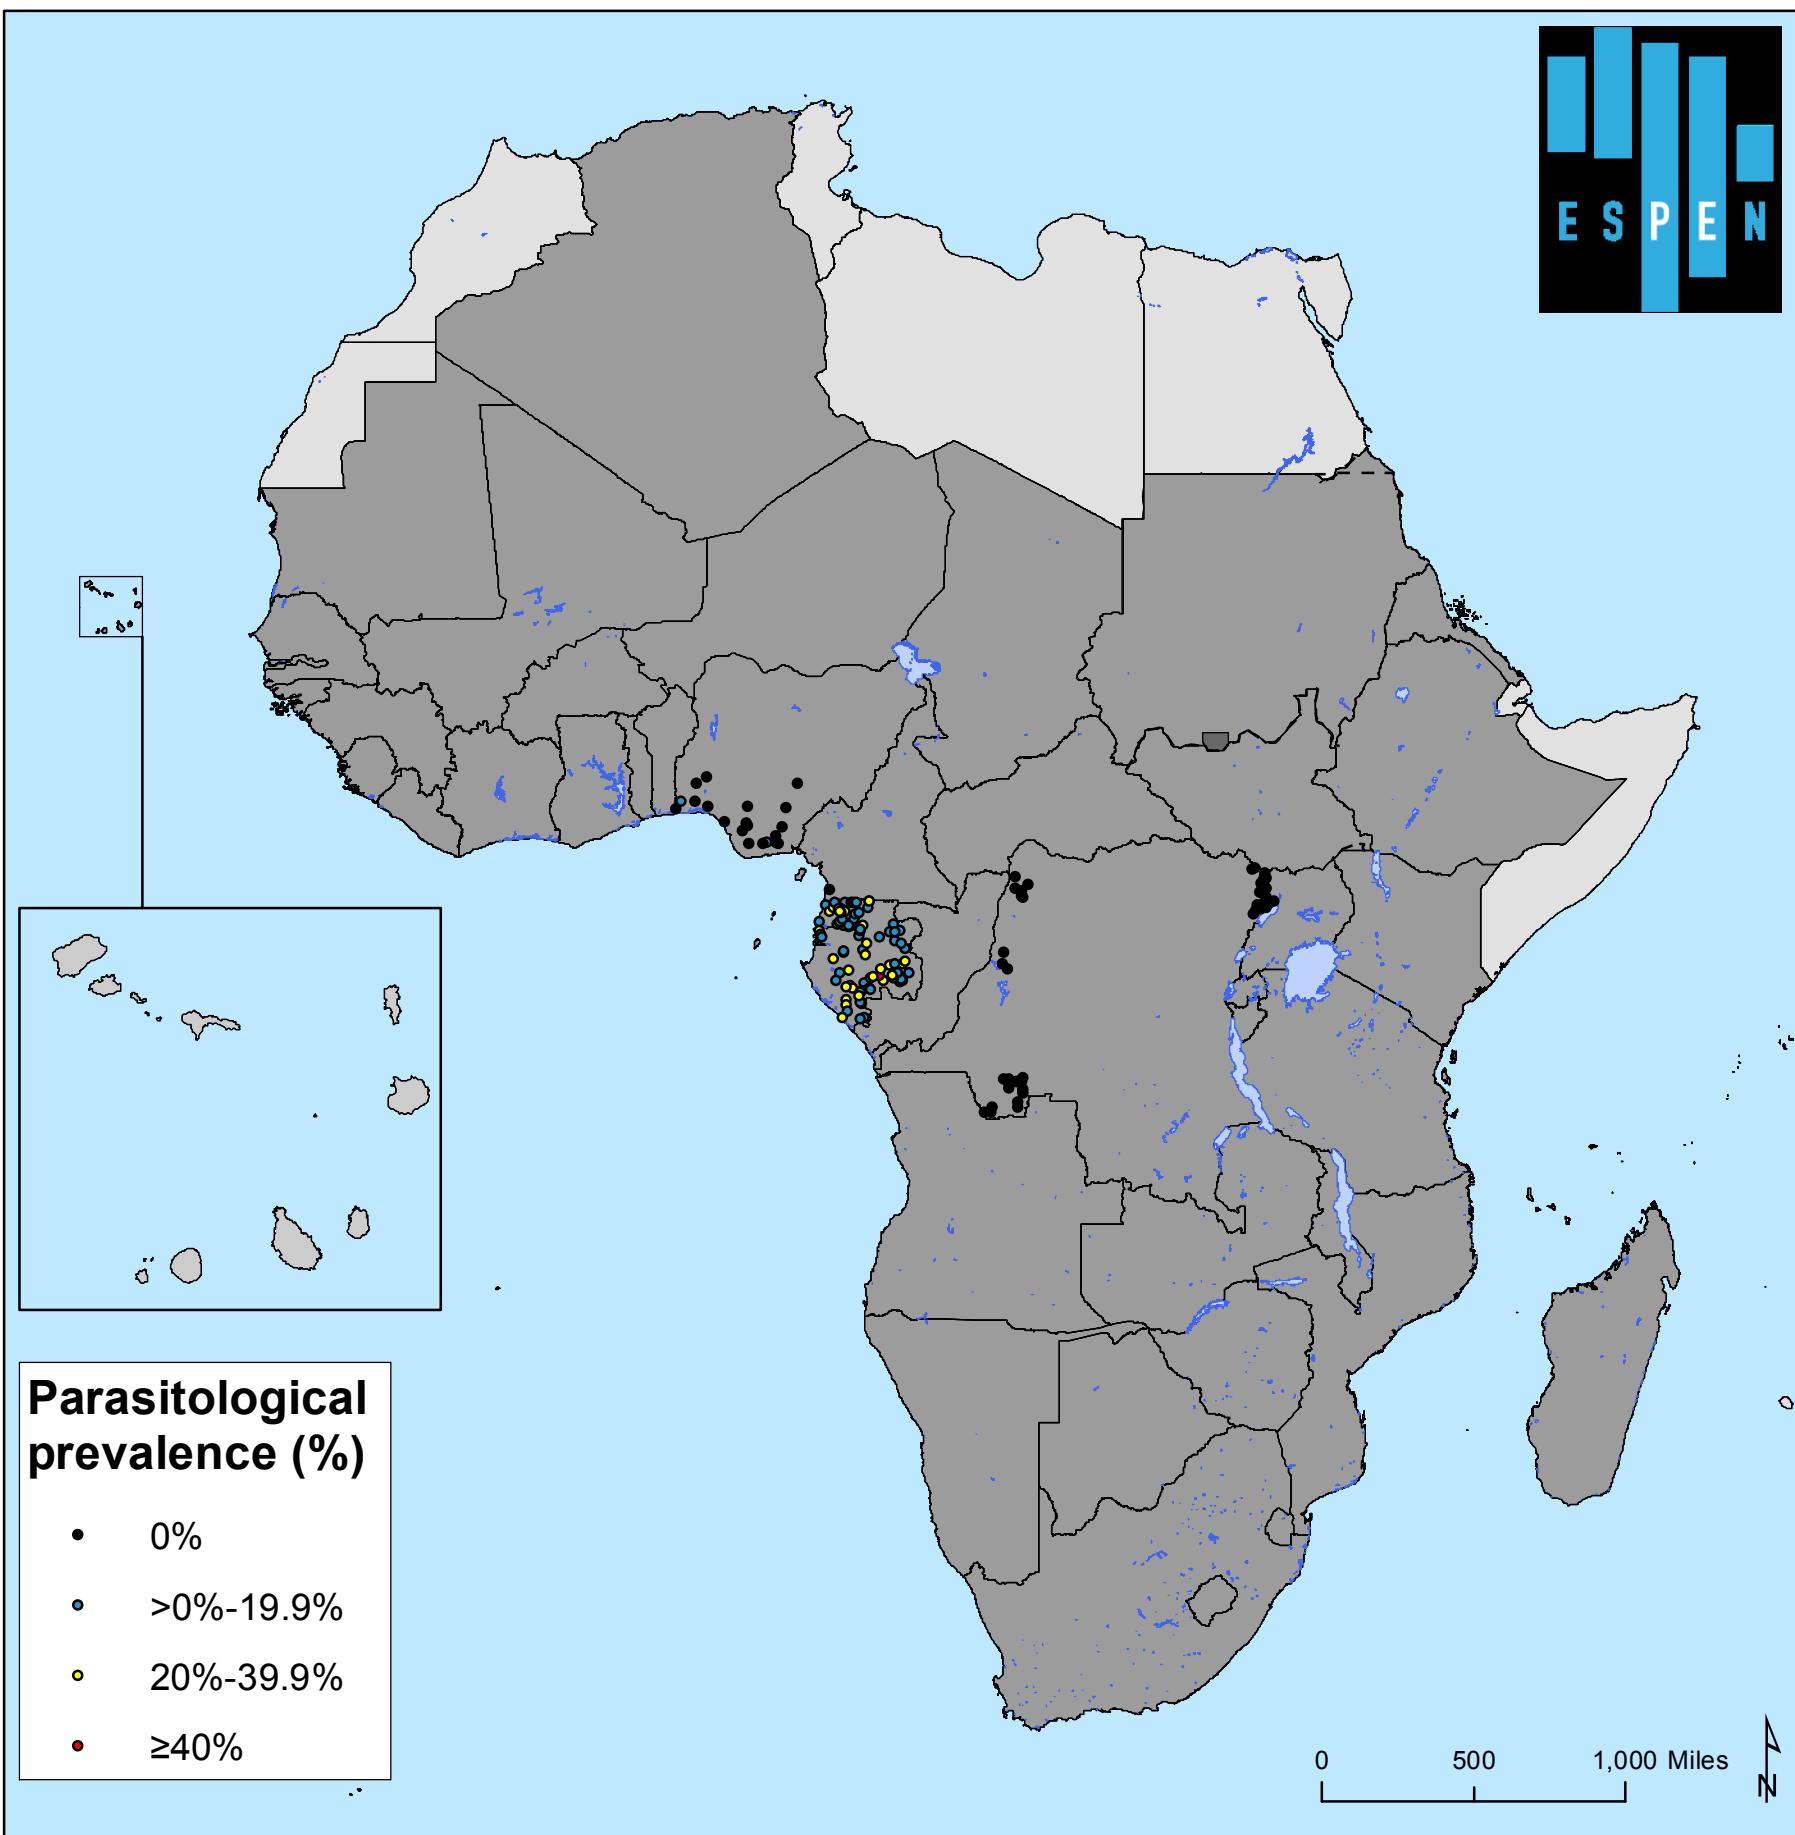 ESPEN
Parasitological
prevalence (%)
0%
>0%-19.9%
20%-39.9%
≥40%
0 500 1,000 Miles
N